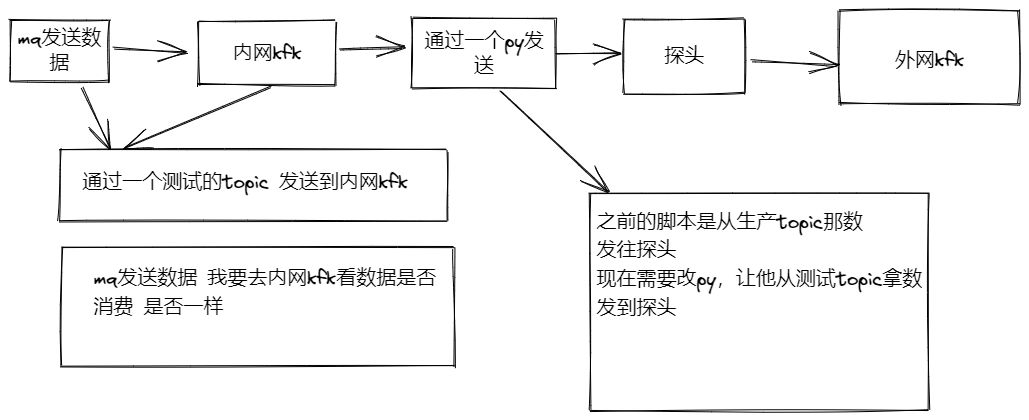 mq发送数
据
内网kfk
通过一个py发
送
探头
外网kfk
通过一个测试的topic 发送到内网kfk
mq发送数据 我要去内网kfk看数据是否
消费 是否一样
之前的脚本是从生产topic那数
发往探头
现在需要改py，让他从测试topic拿数
发到探头